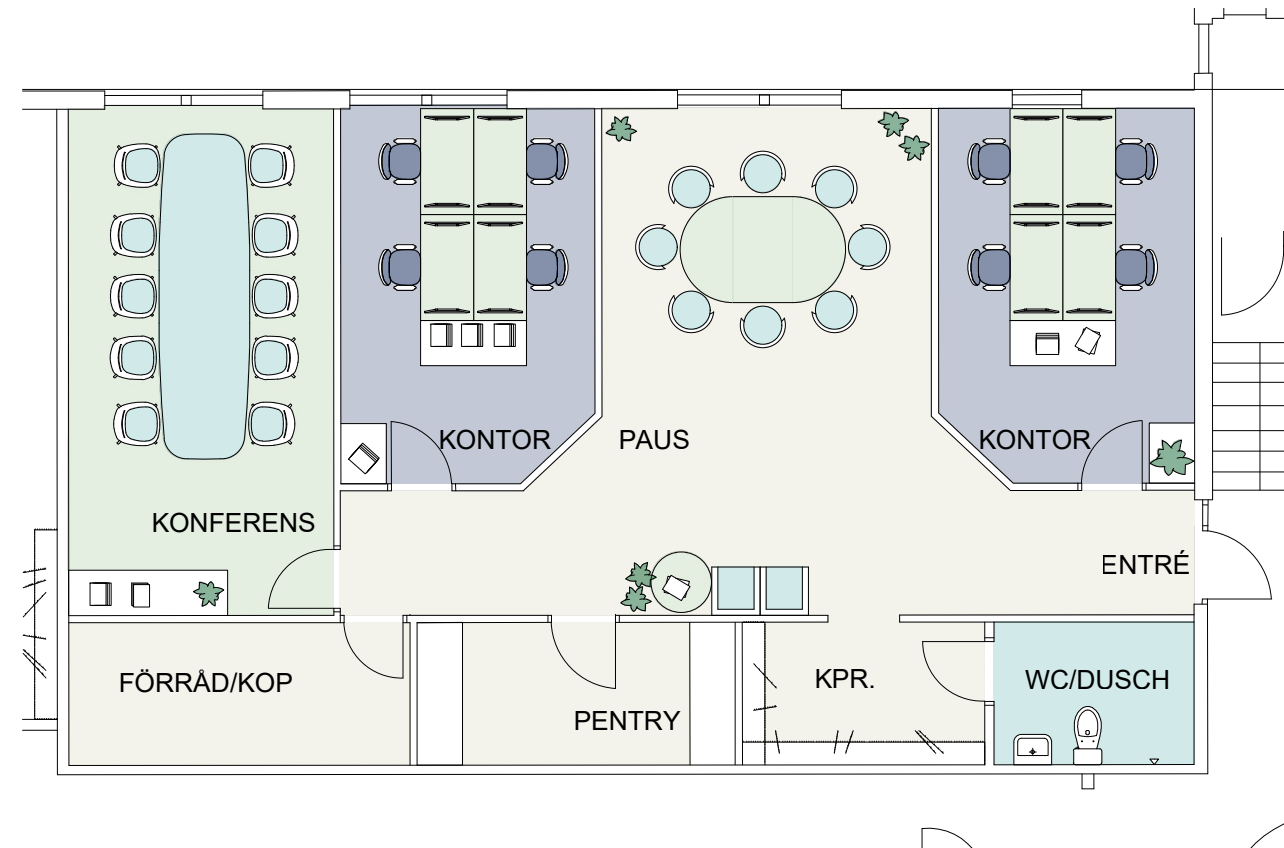 KONTOR
PAUS
KONTOR
KONFERENS
ENTRÉ
FÖRRÅD/KOP
KPR.
WC/DUSCH
PENTRY